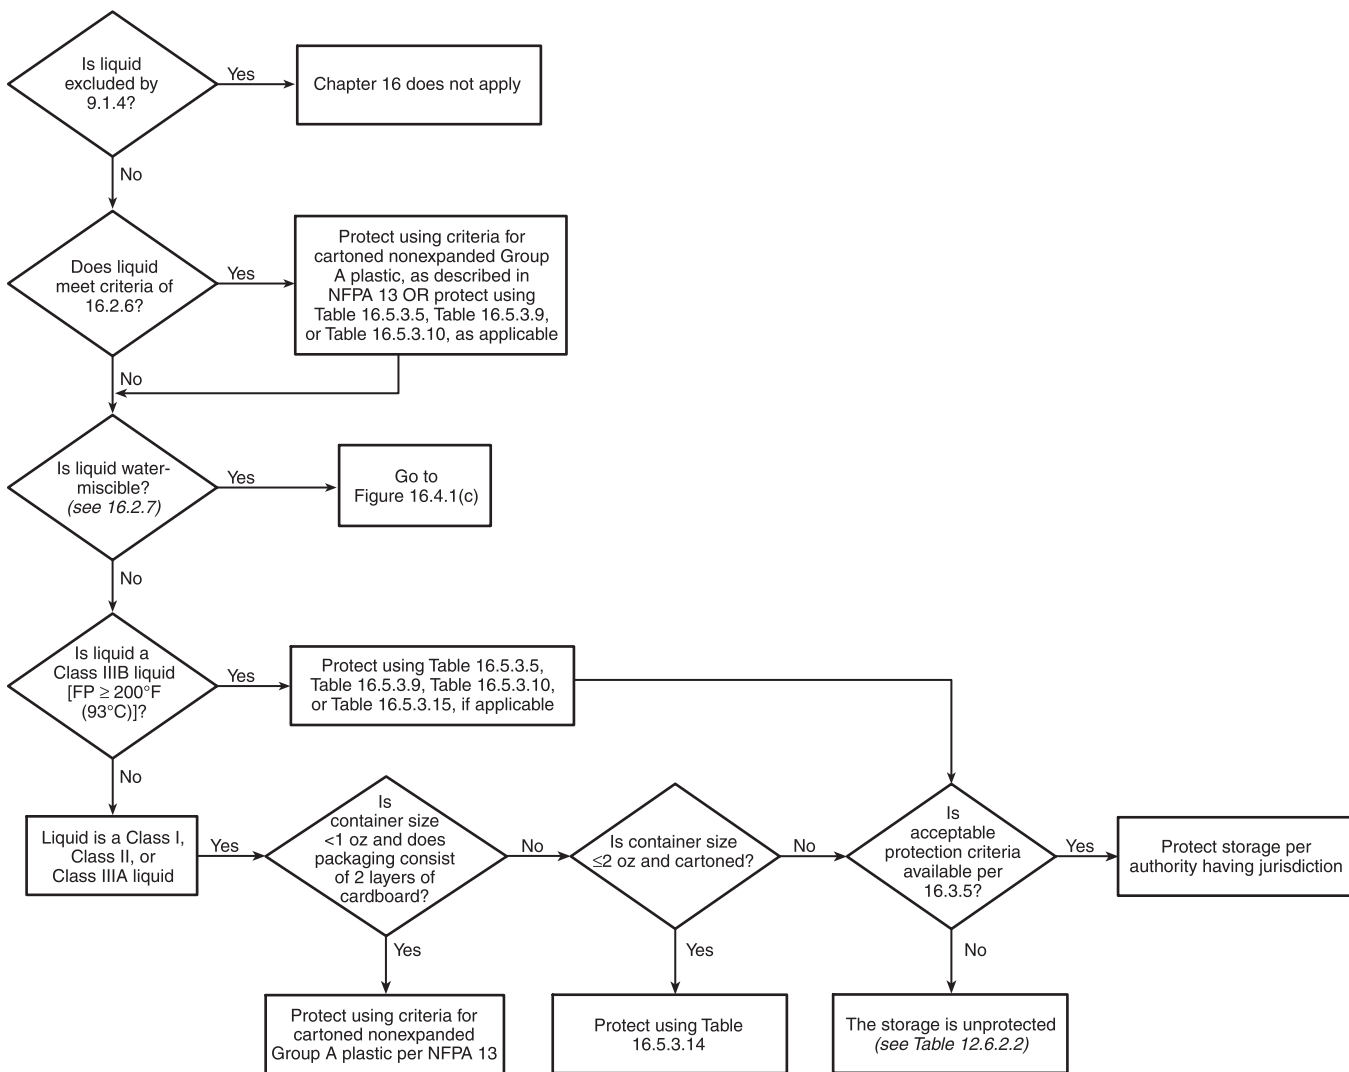 Is liquid
excluded by
9.1.4?
Yes
Chapter 16 does not apply
No
Does liquid
meet criteria of
16.2.6?
Yes
Protect using criteria for
cartoned nonexpanded Group
A plastic, as described in
NFPA 13 OR protect using
Table 16.5.3.5, Table 16.5.3.9,
or Table 16.5.3.10, as applicable
No
Is liquid water-
miscible?
(see 16.2.7)
Yes
Go to
Figure 16.4.1(c)
No
Is liquid a
Class IIIB liquid
[FP ≥ 200°F
(93°C)]?
Yes
Protect using Table 16.5.3.5,
Table 16.5.3.9, Table 16.5.3.10,
or Table 16.5.3.15, if applicable
No
Liquid is a Class I,
Class II, or
Class IIIA liquid
Yes
Is
container size
<1 oz and does
packaging consist
of 2 layers of
cardboard?
No
Is container size
≤2 oz and cartoned?
No
Is
acceptable
protection criteria
available per
16.3.5?
Yes
Protect storage per
authority having jurisdiction
Yes
Protect using criteria for
cartoned nonexpanded
Group A plastic per NFPA 13
Yes
Protect using Table
16.5.3.14
No
The storage is unprotected
(see Table 12.6.2.2)